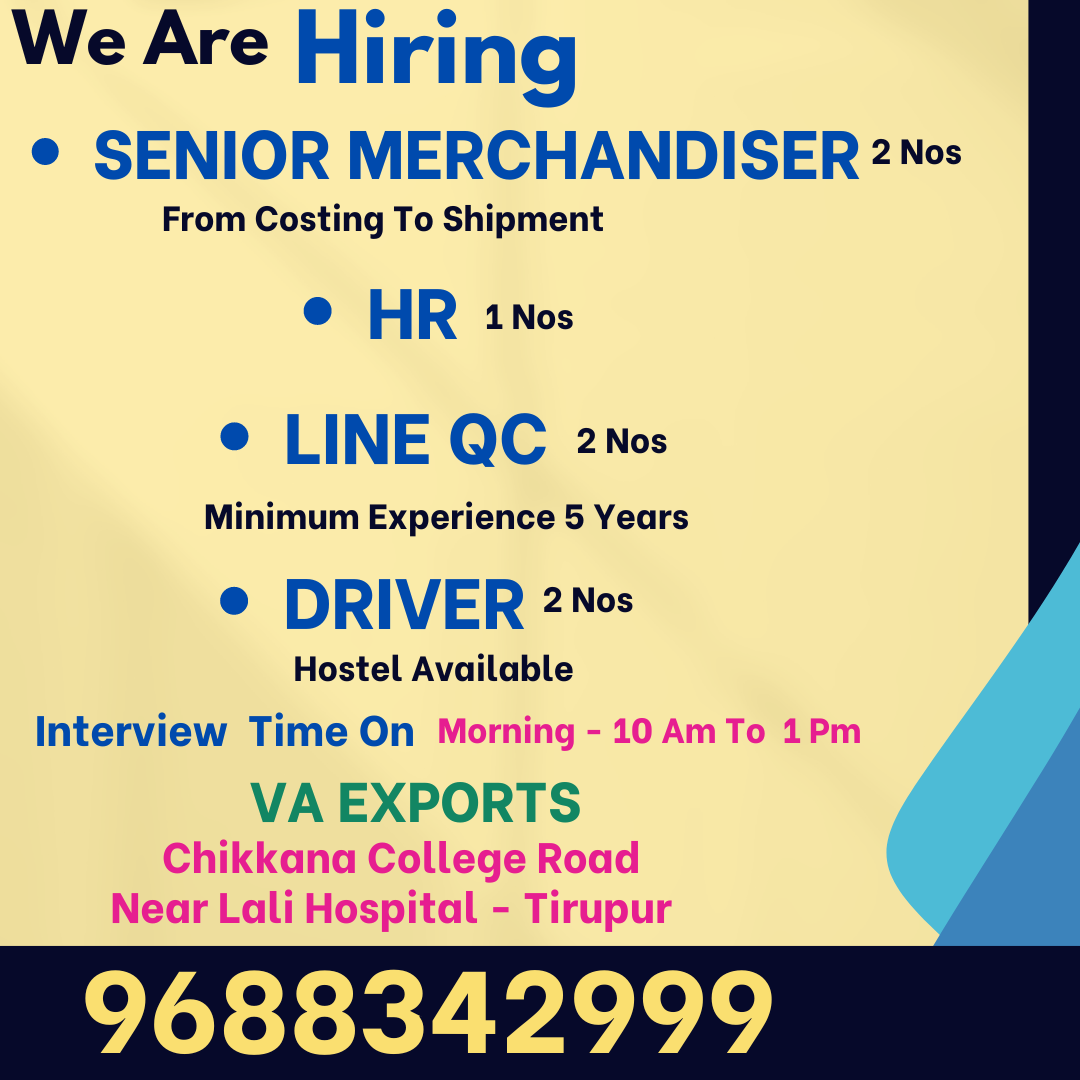 We Are Hiring
• SENIOR MERCHANDISER 2 Nos
From Costing To Shipment
• HR 1 Nos
• LINE QC 2 Nos
Minimum Experience 5 Years
• DRIVER 2 Nos
Hostel Available
Interview Time On Morning - 10 Am To 1 Pm
VA EXPORTS
Chikkana College Road
Near Lali Hospital - Tirupur
9688342999